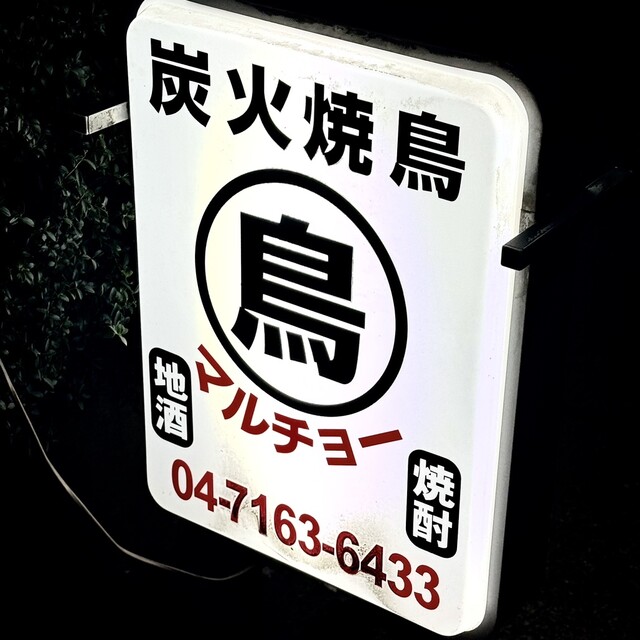 炭火焼鳥
鳥
マルチョー
地酒
焼酎
04-7163-6433